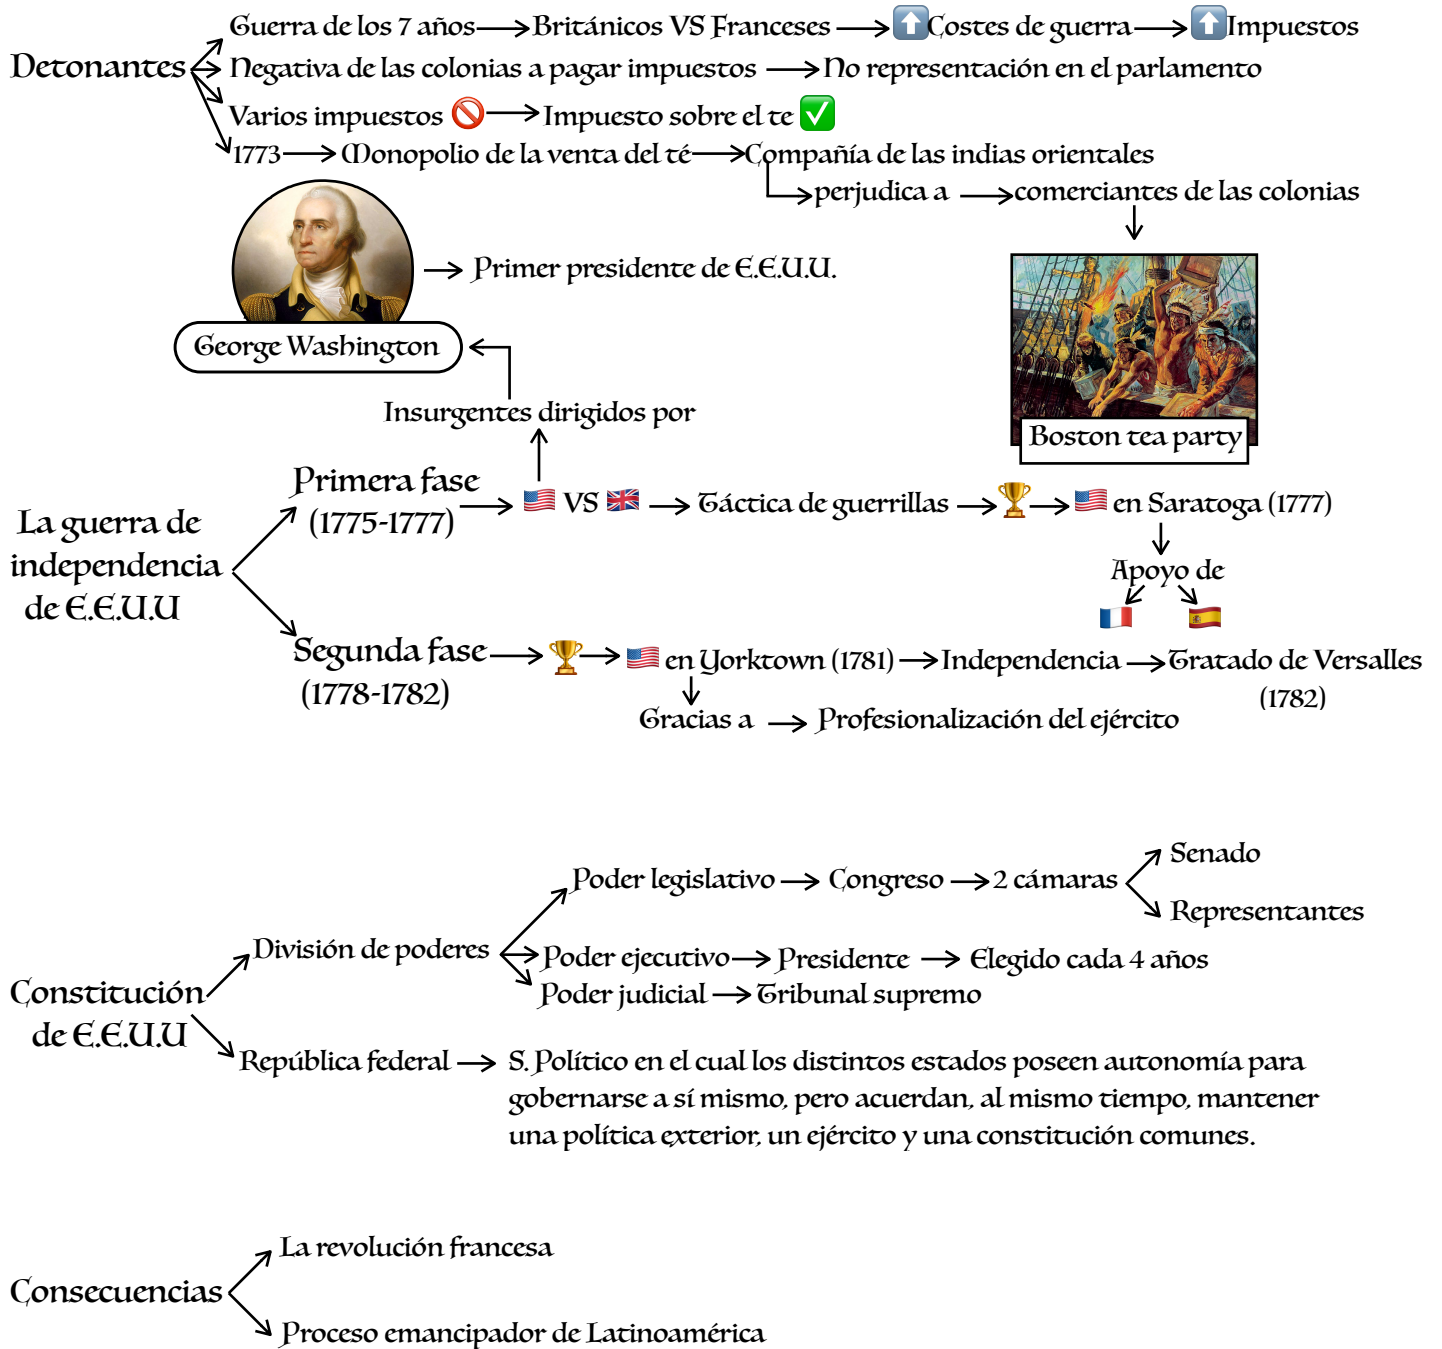 Guerra de los 7 años → Británicos VS Franceses → ⬆️ Costes de guerra → ⬆️ Impuestos
Detonantes → Negativa de las colonias a pagar impuestos → No representación en el parlamento
Varios impuestos 🚫 → Impuesto sobre el te ✅
1773 → Monopolio de la venta del té → Compañía de las indias orientales
perjudica a → comerciantes de las colonias
Primer presidente de E.E.U.U.
George Washington
Insurgentes dirigidos por
Boston tea party
La guerra de
independencia
de E.E.U.U
Primera fase
(1775-1777) → 🇺🇸 VS 🇬🇧 → Táctica de guerrillas → 🏆 → 🇺🇸 en Saratoga (1777)
Apoyo de
🇫🇷 🇪🇸
Segunda fase → 🏆 → 🇺🇸 en Yorktown (1781) → Independencia → Tratado de Versalles
(1778-1782)
(1782)
Gracias a → Profesionalización del ejército
Constitución
de E.E.U.U
División de poderes
Poder legislativo → Congreso → 2 cámaras
Senado
Representantes
Poder ejecutivo → Presidente → Elegido cada 4 años
Poder judicial → Tribunal supremo
República federal → S. Político en el cual los distintos estados poseen autonomía para
gobernarse a sí mismo, pero acuerdan, al mismo tiempo, mantener
una política exterior, un ejército y una constitución comunes.
Consecuencias
La revolución francesa
Proceso emancipador de Latinoamérica